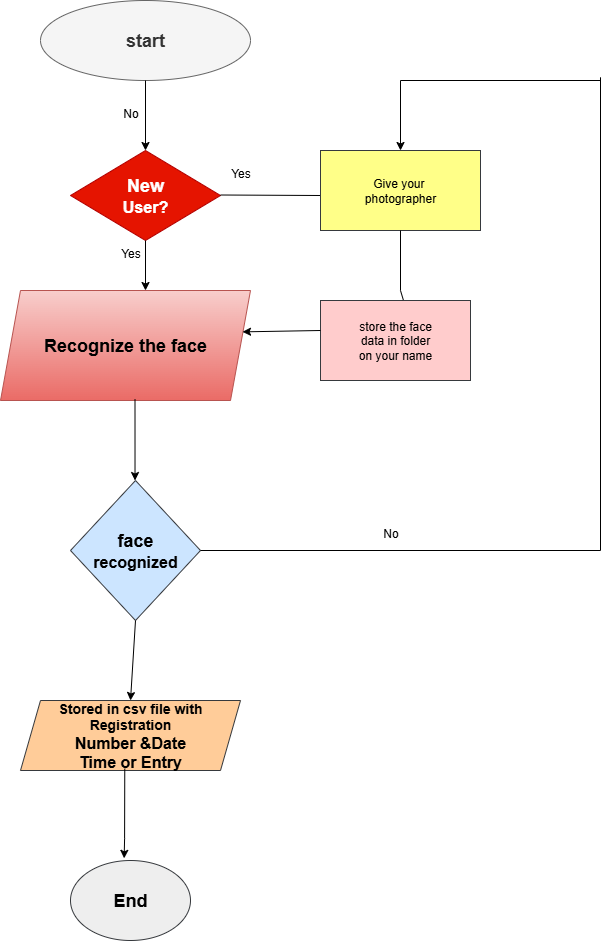 start
No
New
User?
Yes
Give your
photographer
Yes
Recognize the face
store the face
data in folder
on your name
face
recognized
No
Stored in csv file with
Registration
Number &Date
Time or Entry
End